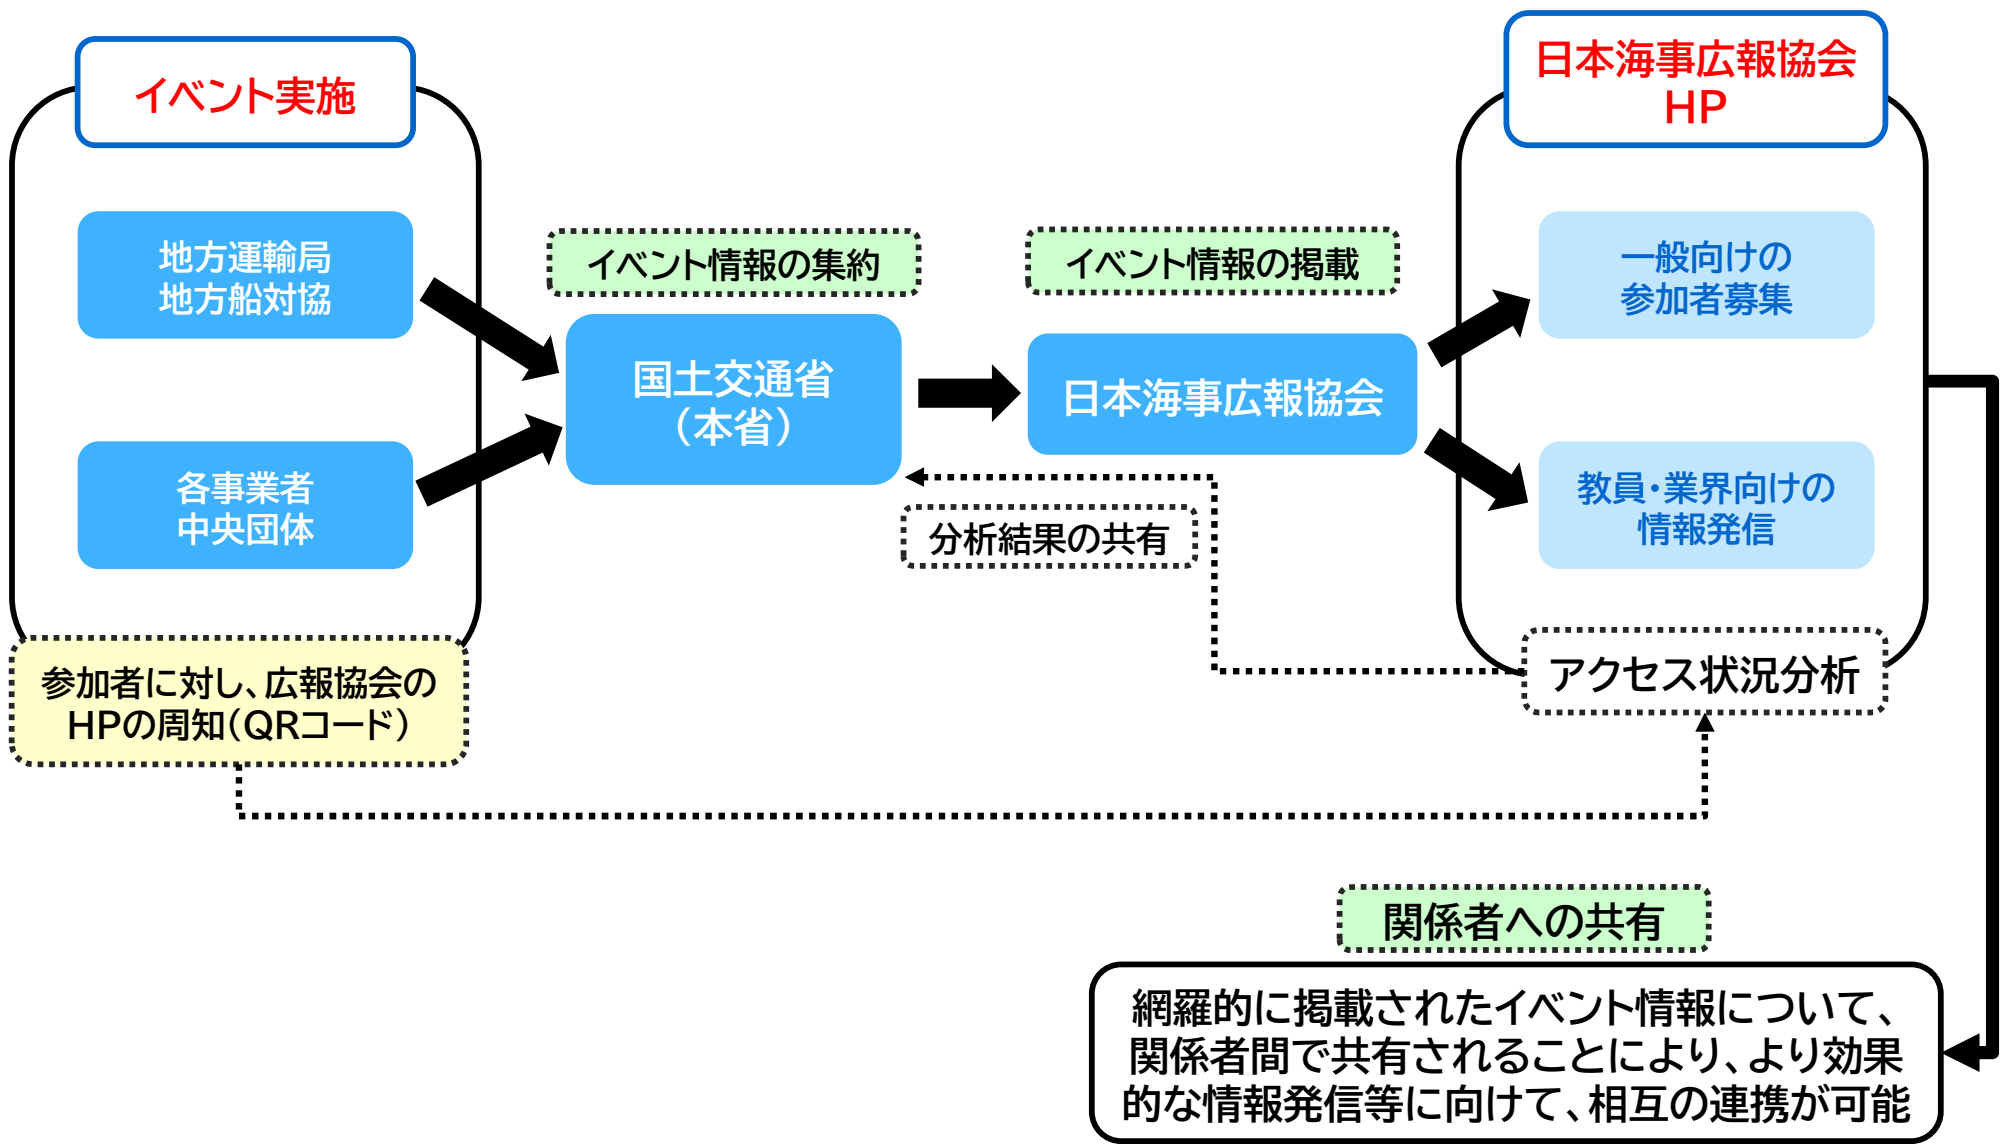 イベント実施
地方運輸局
地方船対協
各事業者
中央団体
参加者に対し、広報協会の
HPの周知（QRコード）
イベント情報の集約
国土交通省
（本省）
イベント情報の掲載
日本海事広報協会
分析結果の共有
日本海事広報協会
HP
一般向けの
参加者募集
教員・業界向けの
情報発信
アクセス状況分析
関係者への共有
網羅的に掲載されたイベント情報について、
関係者間で共有されることにより、より効果
的な情報発信等に向けて、相互の連携が可能